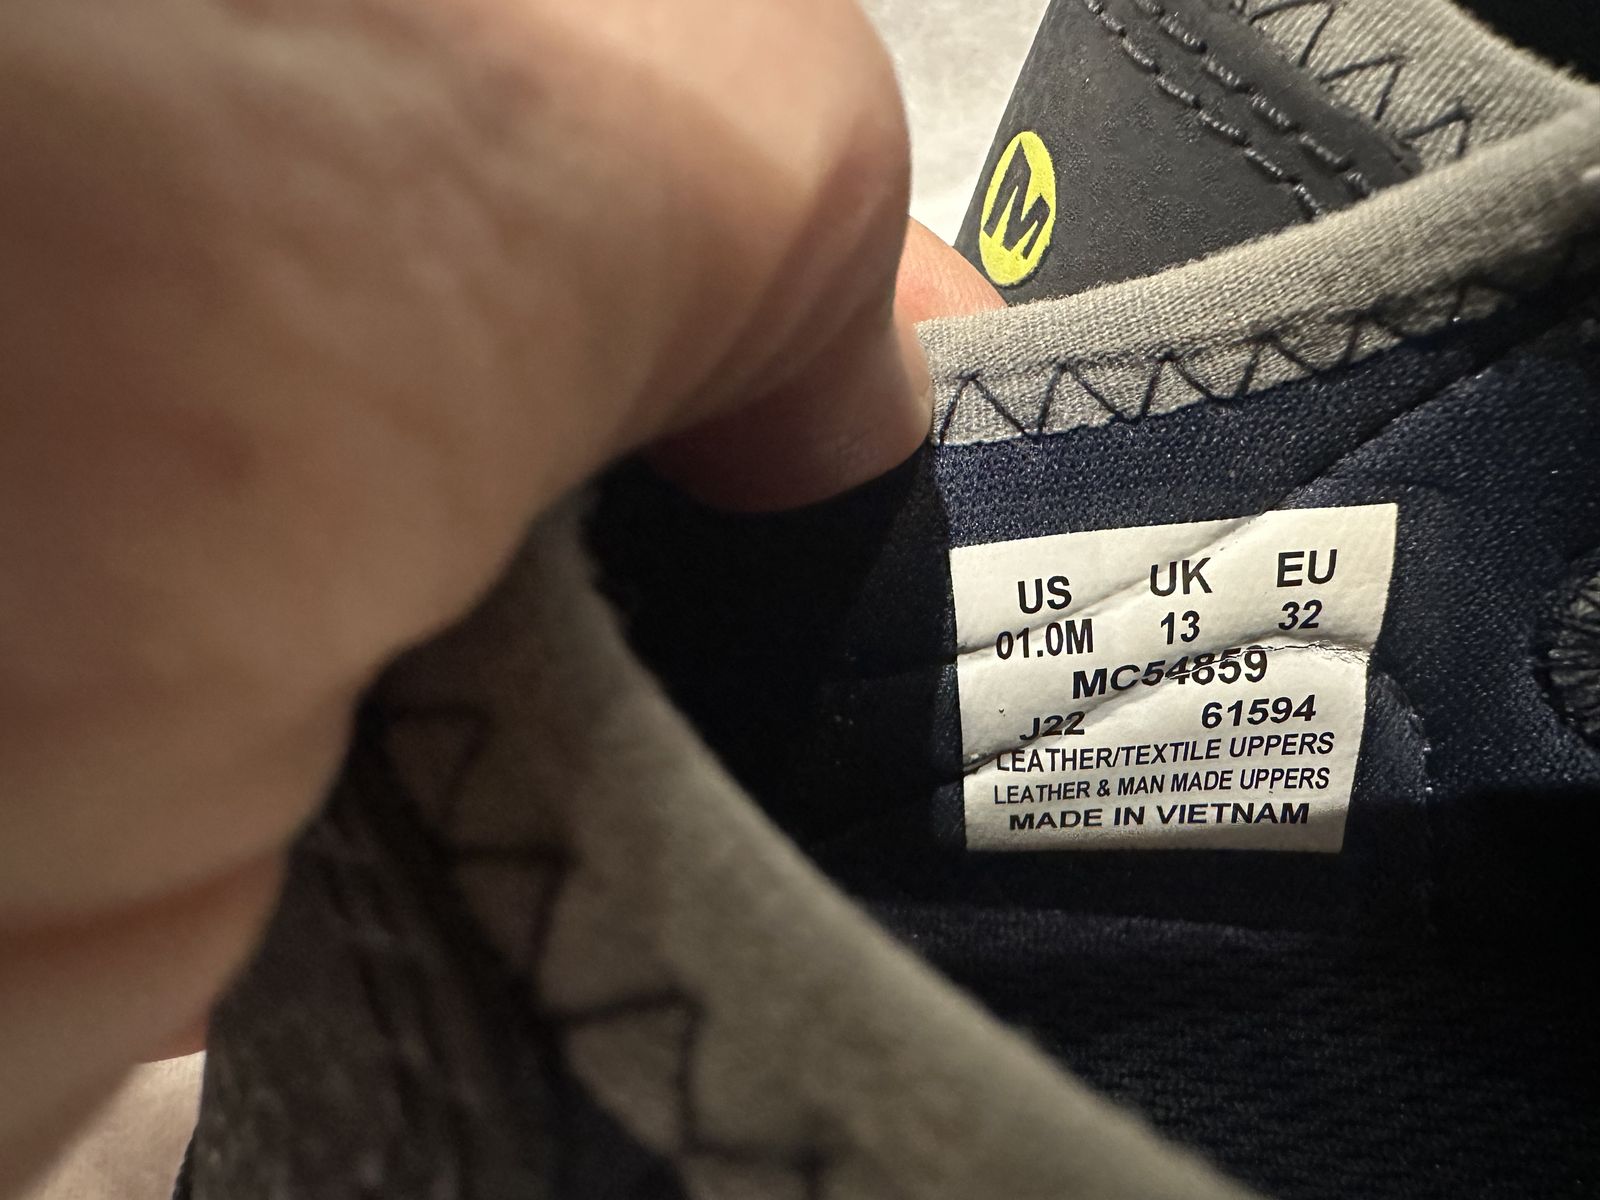 M
US UK EU
01.0M 13 32
MC54859
J22 61594
LEATHER/TEXTILE UPPERS
LEATHER & MAN MADE UPPERS
MADE IN VIETNAM